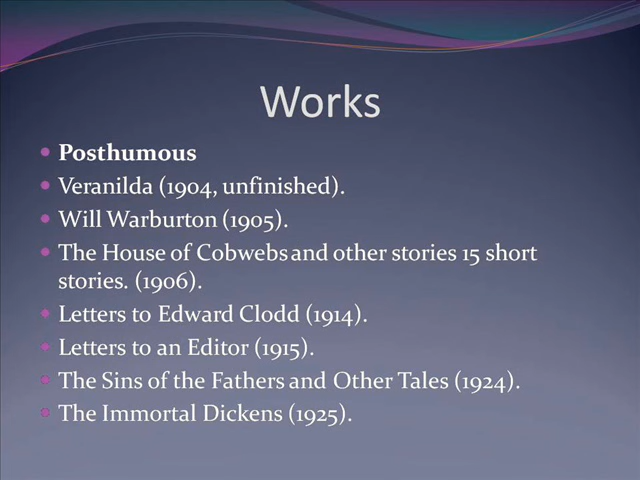 Works
Posthumous
Veranilda (1904, unfinished).
Will Warburton (1905).
The House of Cobwebs and other stories 15 short
stories. (1906).
Letters to Edward Clodd (1914).
Letters to an Editor (1915).
The Sins of the Fathers and Other Tales (1924).
The Immortal Dickens (1925).